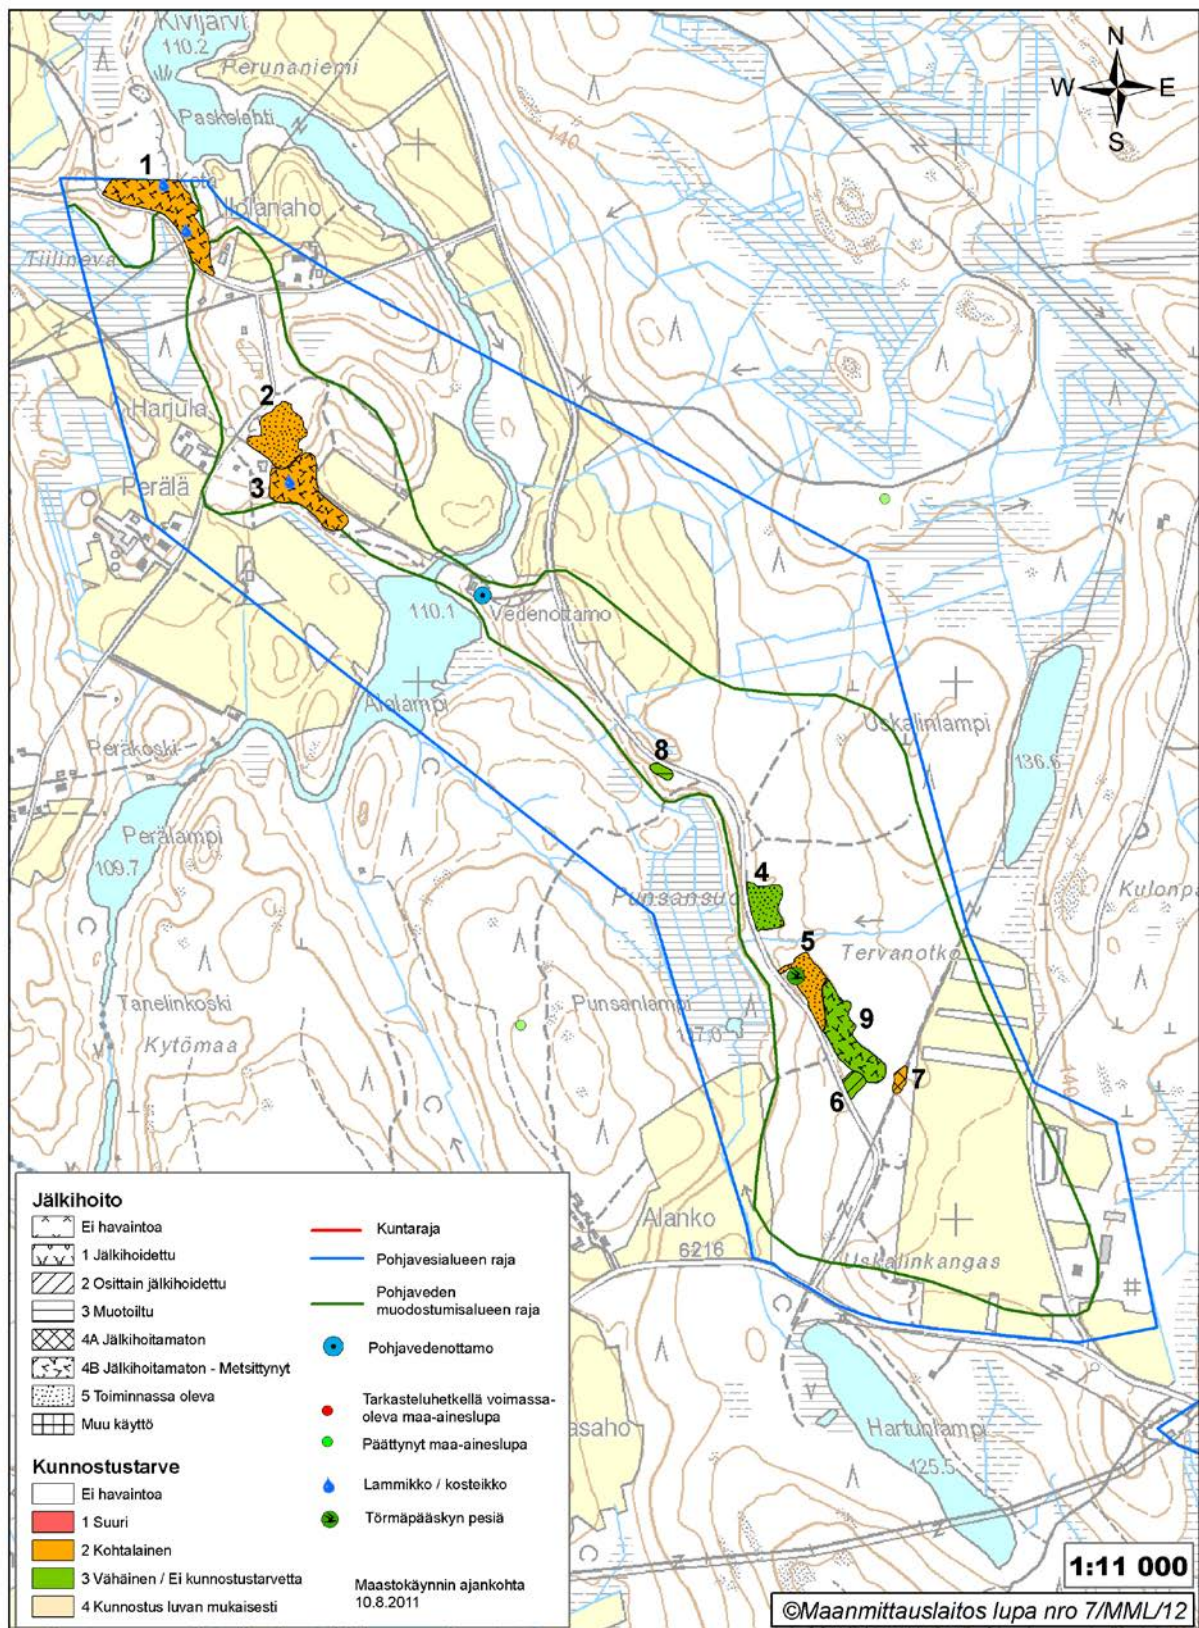 Kivijärvi
110.2
Perunaniemi
Paskolahti
140
N
W E
S
1
Kota
Ilolanaho
Tiilineva
2
Harjula
3
Perälä
110.1
Vedenottamo
Alalampi
Peräkoski
8
Uskalinlampi
136.6
Perälampi
109.7
4
Punsansuo
Kulonpa
5
Tervanotko
Tanelinkoski
Punsanlampi
9
Kytömaa
117.0
7
6
140
Alanko
6216
Uskalinkangas
asaho
Hartunlampi
125.5
Jälkihoito
Ei havaintoa
1 Jälkihoidettu
2 Osittain jälkihoidettu
3 Muotoiltu
4A Jälkihoitamaton
4B Jälkihoitamaton - Metsittynyt
5 Toiminnassa oleva
Muu käyttö
Kunnostustarve
Ei havaintoa
1 Suuri
2 Kohtalainen
3 Vähäinen / Ei kunnostustarvetta
4 Kunnostus luvan mukaisesti
Kuntaraja
Pohjavesialueen raja
Pohjaveden
muodostumisalueen raja
Pohjavedenottamo
Tarkasteluhetkellä voimassa-
oleva maa-aineslupa
Päättynyt maa-aineslupa
Lammikko / kosteikko
Törmäpääskyn pesiä
Maastokäynnin ajankohta
10.8.2011
1:11 000
©Maanmittauslaitos lupa nro 7/MML/12